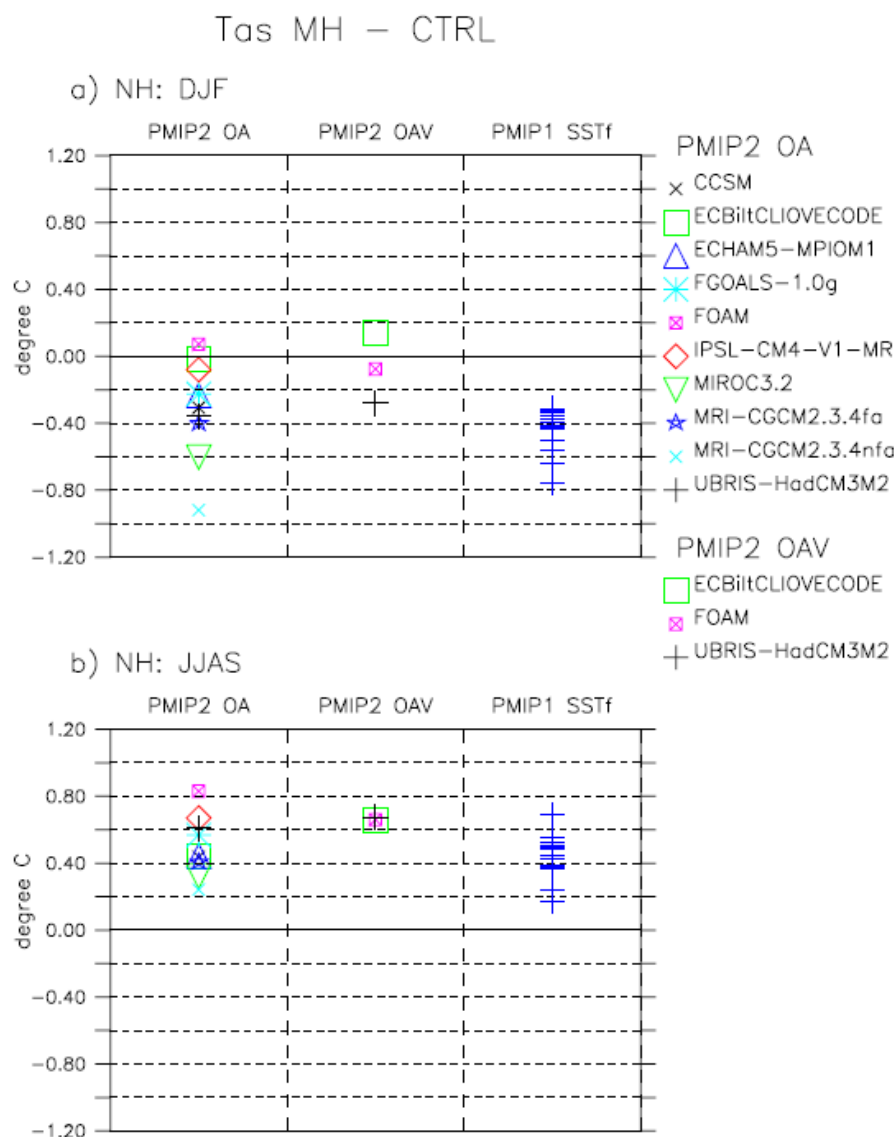 Tas MH – CTRL
a) NH: DJF
PMIP2 OA PMIP2 OAV PMIP1 SSTf
1.20
0.80
0.40
0.00
−0.40
−0.80
−1.20
degree C
PMIP2 OA
CCSM
ECBiltCLIOVECODE
ECHAM5−MPIOM1
FGOALS−1.0g
FOAM
IPSL−CM4−V1−MR
MIROC3.2
MRI−CGCM2.3.4fa
MRI−CGCM2.3.4nfa
UBRIS−HadCM3M2
PMIP2 OAV
ECBiltCLIOVECODE
FOAM
UBRIS−HadCM3M2
b) NH: JJAS
PMIP2 OA PMIP2 OAV PMIP1 SSTf
1.20
0.80
0.40
0.00
−0.40
−0.80
−1.20
degree C